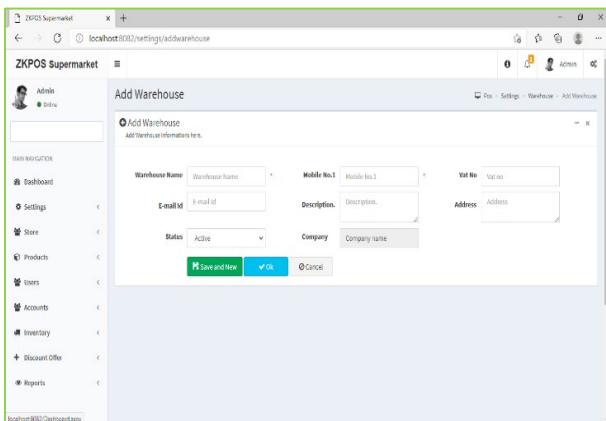 ZKPOS Supermarket
localhost:8082/settings/addwarehouse
ZKPOS Supermarket
Admin
Admin
Online
Add Warehouse
Pos - Settings - Warehouse - Add Warehouse
Add Warehouse
Add Warehouse Informations here.
MAIN NAVIGATION
Dashboard
Settings
Store
Products
Users
Accounts
Inventory
Discount Offer
Reports
Warehouse Name Warehouse Name * Mobile No.1 Mobile No.1 * Vat No Vat no
E-mail Id E-mail id Description. Description. Address Address
Status Active Company Company name
Save and New Ok Cancel
localhost:8082/Dashboard.aspx